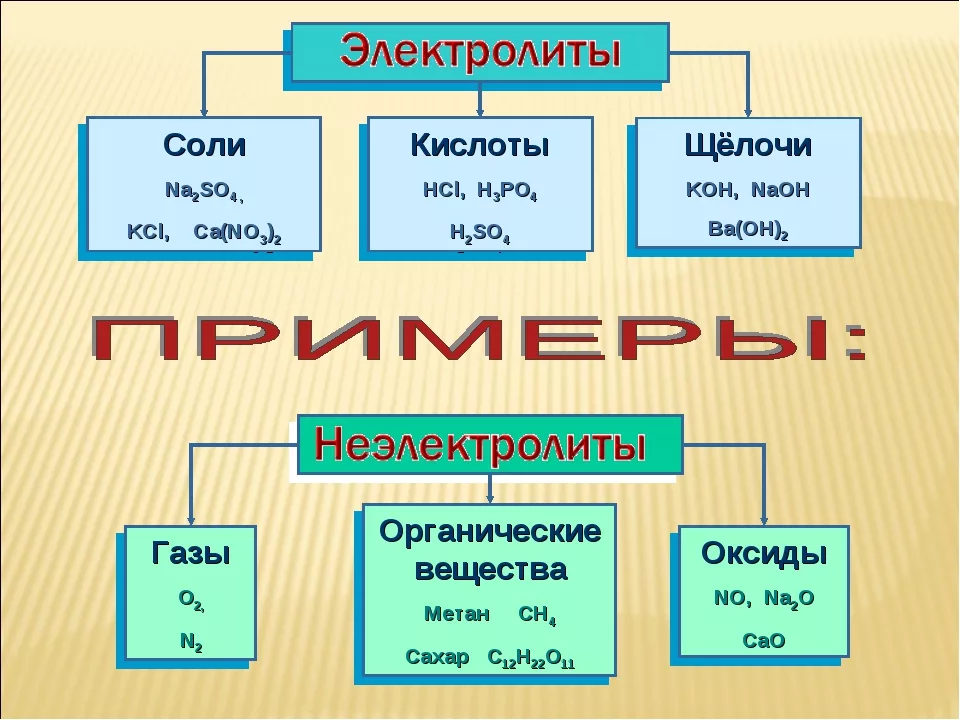 Электролиты
Соли
Na₂SO₄,
KCl, Ca(NO₃)₂
Кислоты
HCl, H₃PO₄
H₂SO₄
Щёлочи
KOH, NaOH
Ba(OH)₂
ПРИМЕРЫ:
Неэлектролиты
Газы
O₂,
N₂
Органические
вещества
Метан CH₄
Сахар C₁₂H₂₂O₁₁
Оксиды
NO, Na₂O
CaO